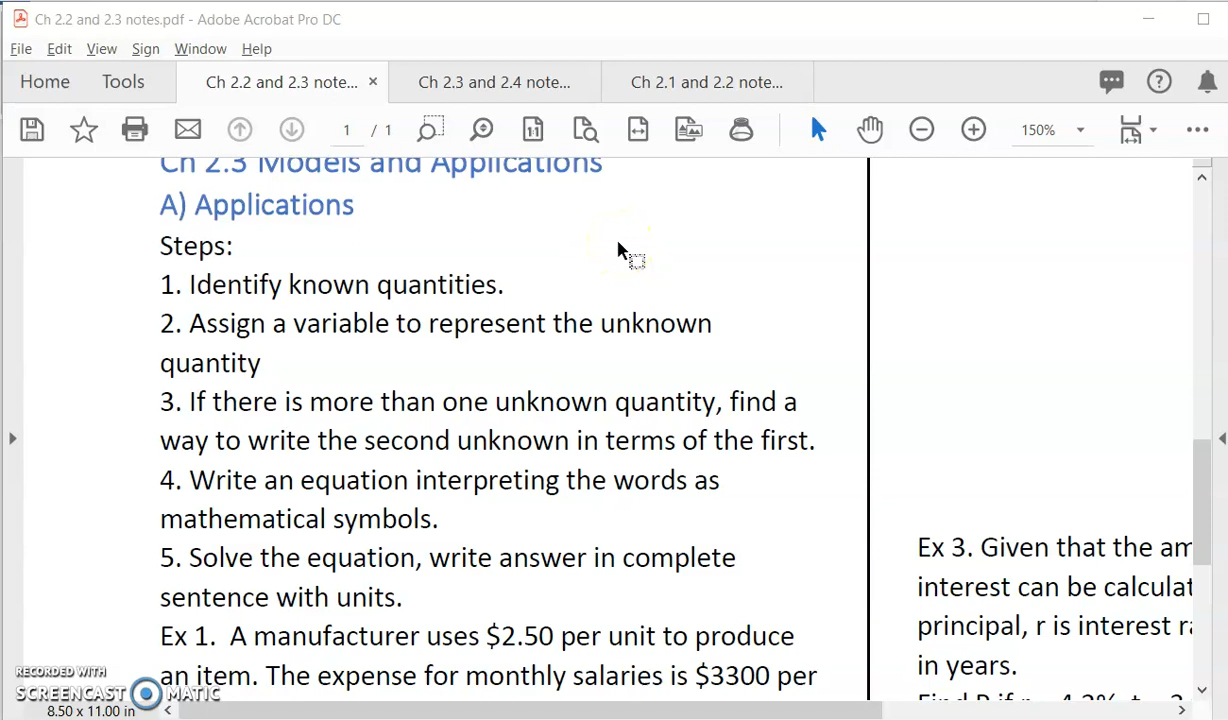 Ch 2.2 and 2.3 notes.pdf - Adobe Acrobat Pro DC
File Edit View Sign Window Help
Home Tools Ch 2.2 and 2.3 note... × Ch 2.3 and 2.4 note... Ch 2.1 and 2.2 note...
1 / 1 150%
Ch 2.3 Models and Applications
A) Applications
Steps:
1. Identify known quantities.
2. Assign a variable to represent the unknown
quantity
3. If there is more than one unknown quantity, find a
way to write the second unknown in terms of the first.
4. Write an equation interpreting the words as
mathematical symbols.
5. Solve the equation, write answer in complete
sentence with units.
Ex 1. A manufacturer uses $2.50 per unit to produce
an item. The expense for monthly salaries is $3300 per
Ex 3. Given that the am
interest can be calculat
principal, r is interest ra
in years.
RECORDED WITH
SCREENCAST MATIC
8.50 x 11.00 in